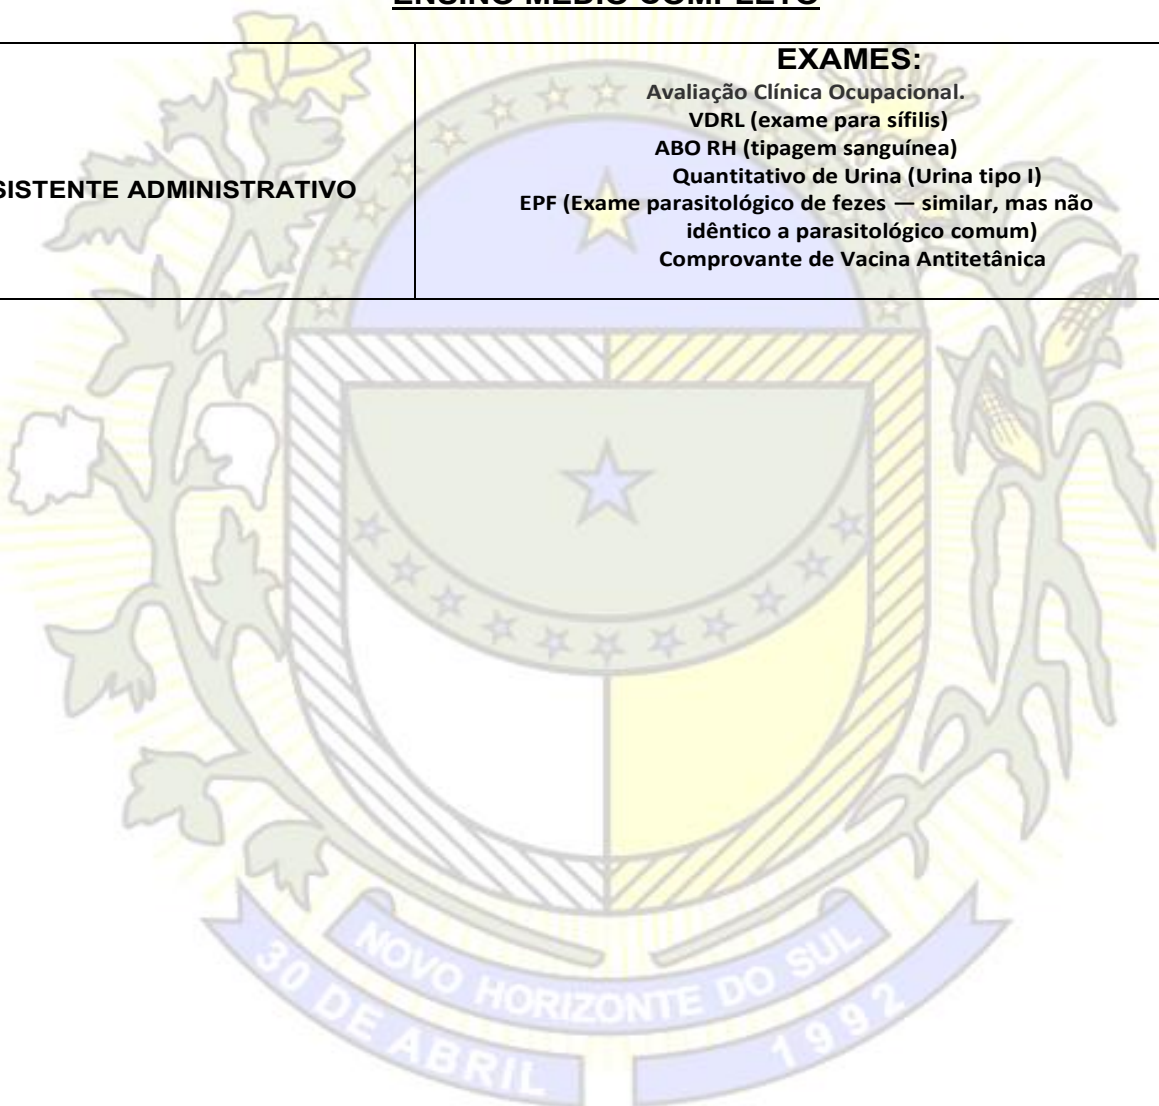 ENSINO MÉDIO COMPLETO
SISTENTE ADMINISTRATIVO
EXAMES:
Avaliação Clínica Ocupacional.
VDRL (exame para sífilis)
ABO RH (tipagem sanguínea)
Quantitativo de Urina (Urina tipo I)
EPF (Exame parasitológico de fezes — similar, mas não
idêntico a parasitológico comum)
Comprovante de Vacina Antitetânica
NOVO HORIZONTE DO SUL
30 DE ABRIL
1992